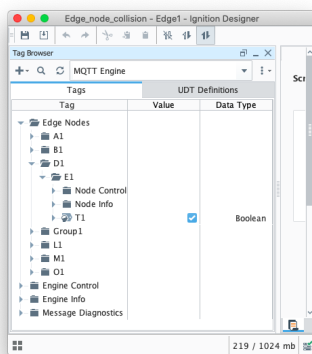 Edge_node_collision - Edge1 - Ignition Designer
Tag Browser
MQTT Engine
Tags UDT Definitions
Tag Value Data Type
Edge Nodes
A1
B1
D1
E1
Node Control
Node Info
T1 Boolean
Group1
L1
M1
O1
Engine Control
Engine Info
Message Diagnostics
Scr
219 / 1024 mb